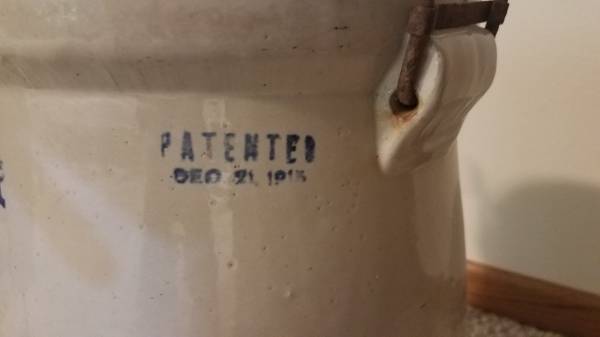 PATENTED
DEC. 21, 1915